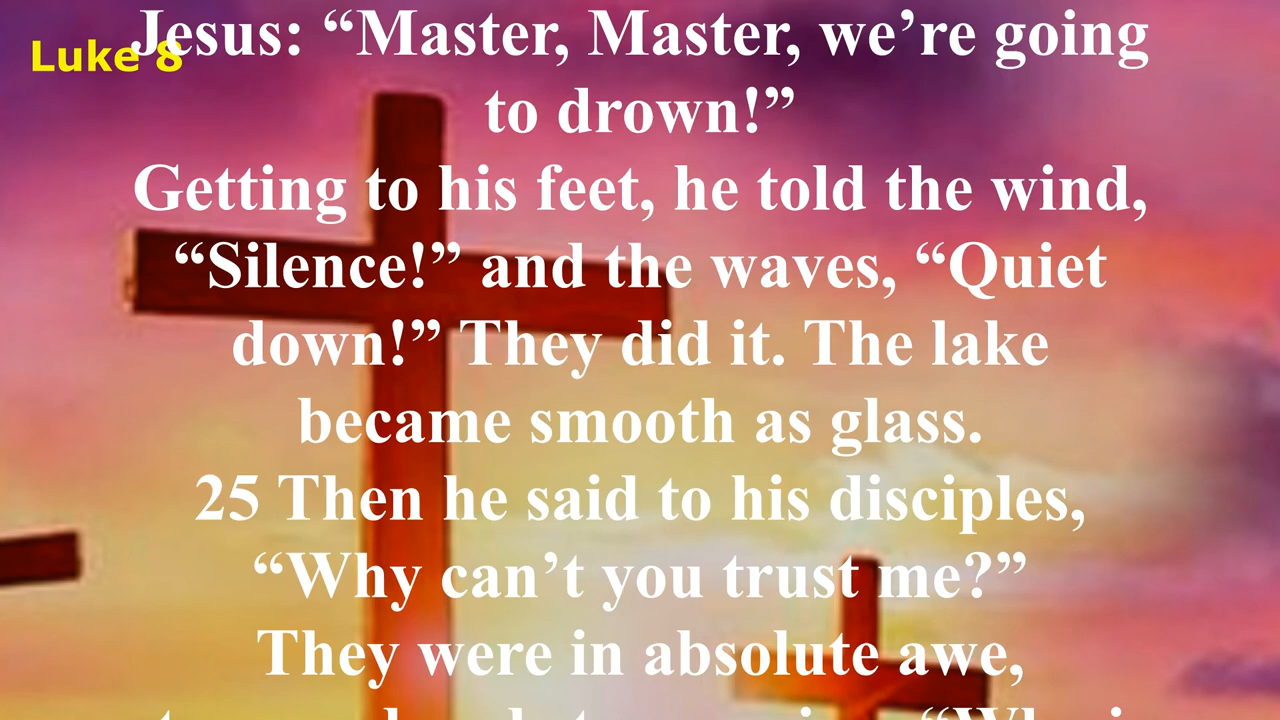 Luke 8
Jesus: “Master, Master, we’re going
to drown!”
Getting to his feet, he told the wind,
“Silence!” and the waves, “Quiet
down!” They did it. The lake
became smooth as glass.
25 Then he said to his disciples,
“Why can’t you trust me?”
They were in absolute awe,